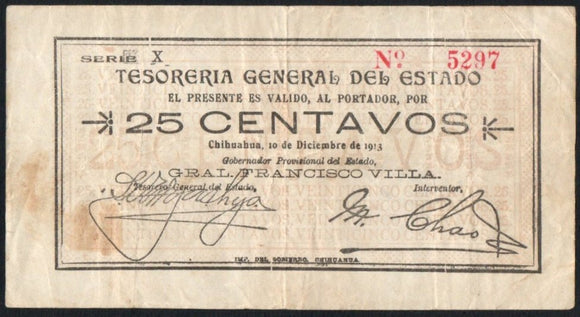 SERIE X
Nº 5297
TESORERIA GENERAL DEL ESTADO
EL PRESENTE ES VALIDO, AL PORTADOR, POR
25 CENTAVOS
Chihuahua, 10 de Diciembre de 1913
Gobernador Provisional del Estado,
GRAL. FRANCISCO VILLA.
Tesorero General del Estado, Interventor,
M. Chao
IMP. DEL GOBIERNO, CHIHUAHUA.